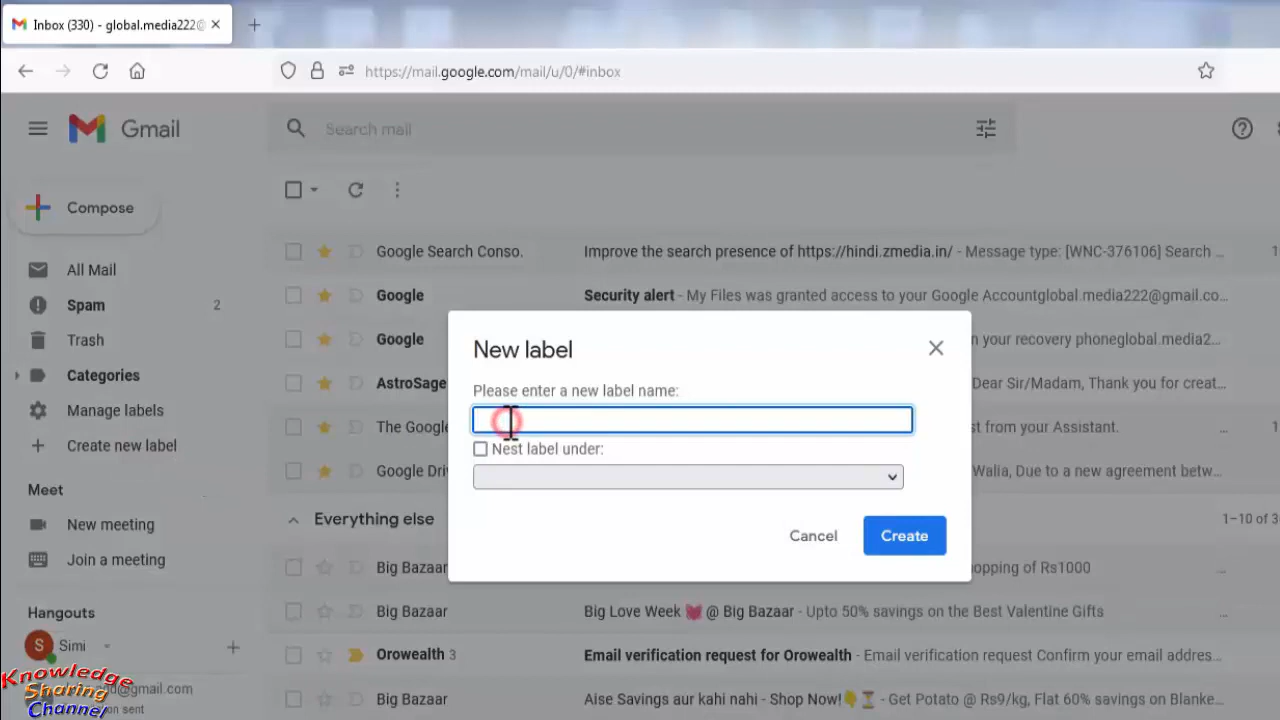 Inbox (330) - global.media222@
https://mail.google.com/mail/u/0/#inbox
Gmail
Search mail
Compose
All Mail
Spam 2
Trash
Categories
Manage labels
Create new label
Meet
New meeting
Join a meeting
Hangouts
S Simi
@gmail.com
on sent
Knowledge
Sharing
Channel
Google Search Conso. Improve the search presence of https://hindi.zmedia.in/ - Message type: [WNC-376106] Search ...
Google Security alert - My Files was granted access to your Google Accountglobal.media222@gmail.co...
Google n your recovery phoneglobal.media2...
AstroSage Dear Sir/Madam, Thank you for creat...
The Google st from your Assistant.
Google Dri Walia, Due to a new agreement betw...
Everything else 1–10 of 3
Big Bazaar hopping of Rs1000
Big Bazaar Big Love Week 💓 @ Big Bazaar - Upto 50% savings on the Best Valentine Gifts
Orowealth 3 Email verification request for Orowealth - Email verification request Confirm your email addres...
Big Bazaar Aise Savings aur kahi nahi - Shop Now!👇⏳ - Get Potato @ Rs9/kg, Flat 60% savings on Blanke...
New label
Please enter a new label name:
Nest label under:
Cancel
Create